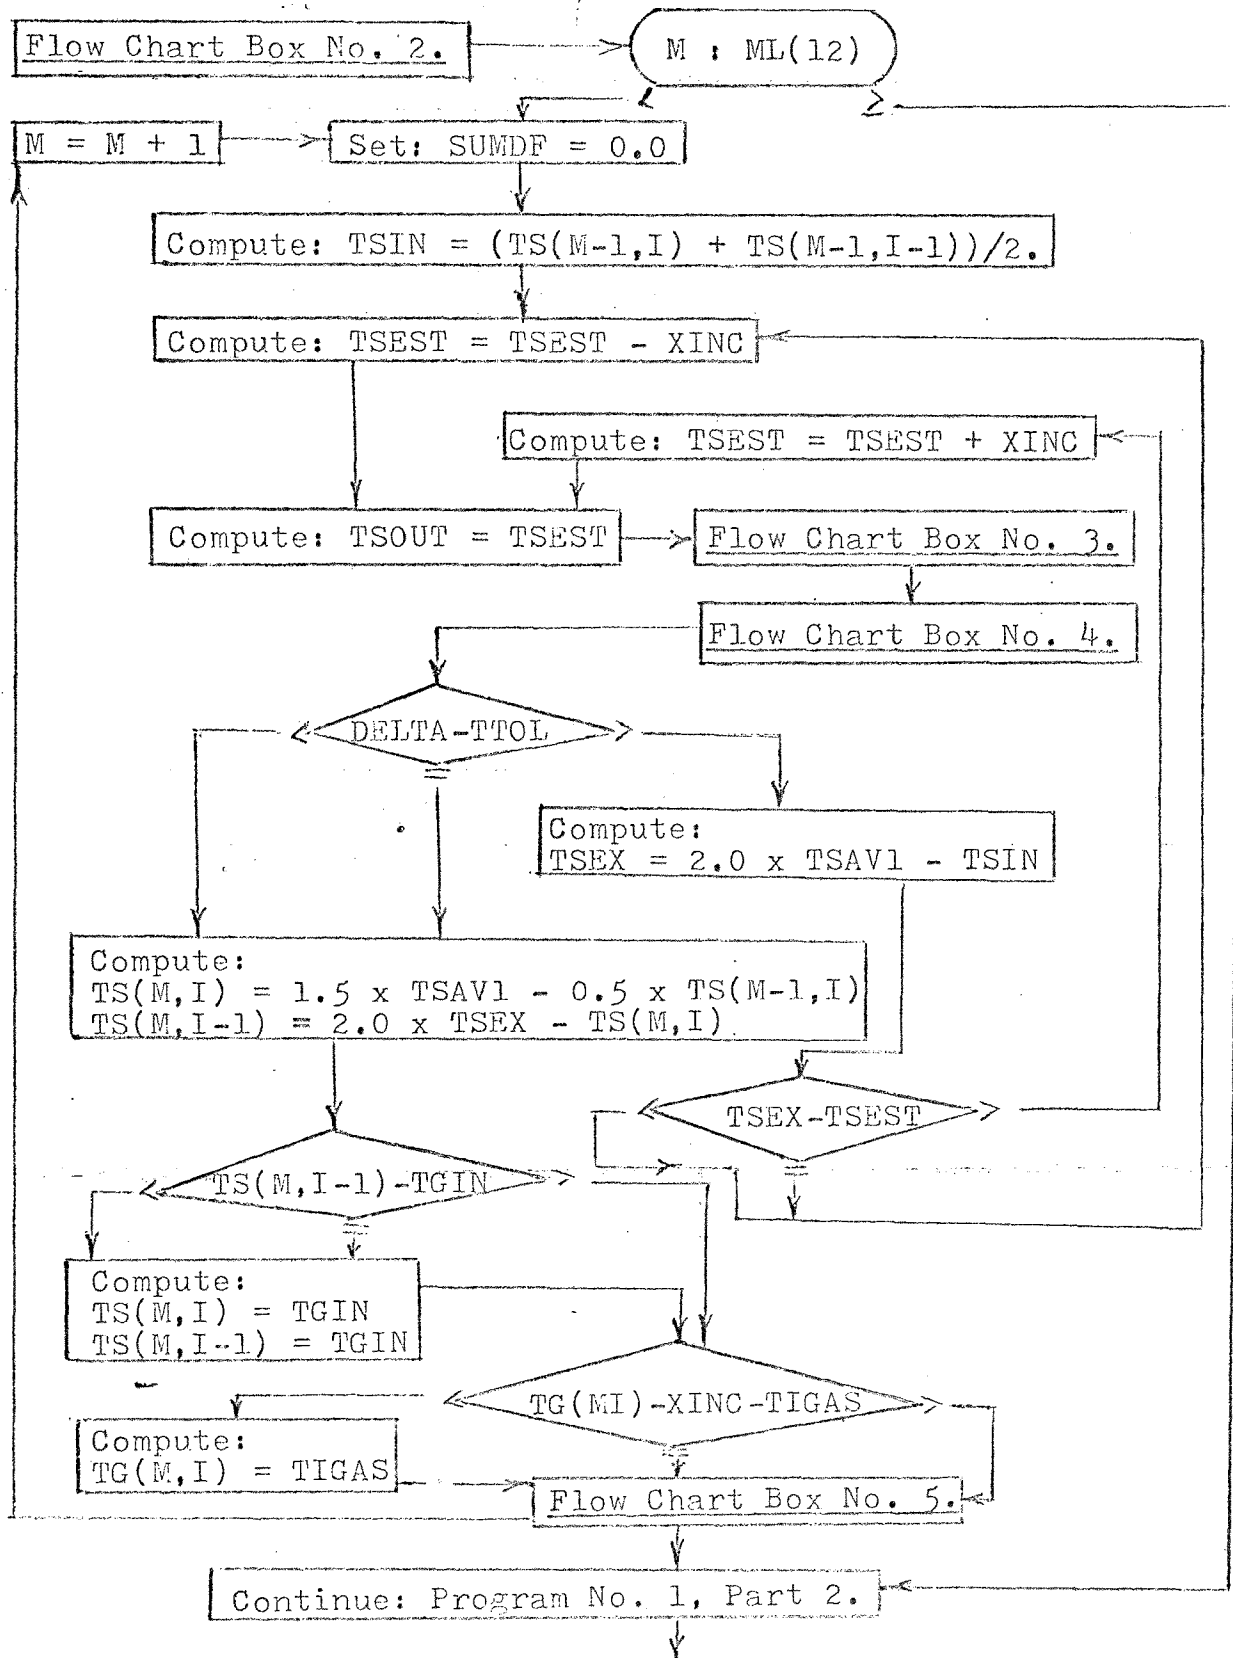 Flow Chart Box No. 2.
M : ML(12)
<
≥
M = M + 1
Set: SUMDF = 0.0
Compute: TSIN = (TS(M-1,I) + TS(M-1,I-1))/2.
Compute: TSEST = TSEST - XINC
Compute: TSEST = TSEST + XINC
Compute: TSOUT = TSEST
Flow Chart Box No. 3.
Flow Chart Box No. 4.
< DELTA-TTOL >
=
Compute:
TSEX = 2.0 x TSAV1 - TSIN
Compute:
TS(M,I) = 1.5 x TSAV1 - 0.5 x TS(M-1,I)
TS(M,I-1) = 2.0 x TSEX - TS(M,I)
< TSEX-TSEST >
=
< TS(M,I-1)-TGIN >
=
Compute:
TS(M,I) = TGIN
TS(M,I-1) = TGIN
< TG(MI)-XINC-TIGAS >
=
Compute:
TG(M,I) = TIGAS
Flow Chart Box No. 5.
Continue: Program No. 1, Part 2.